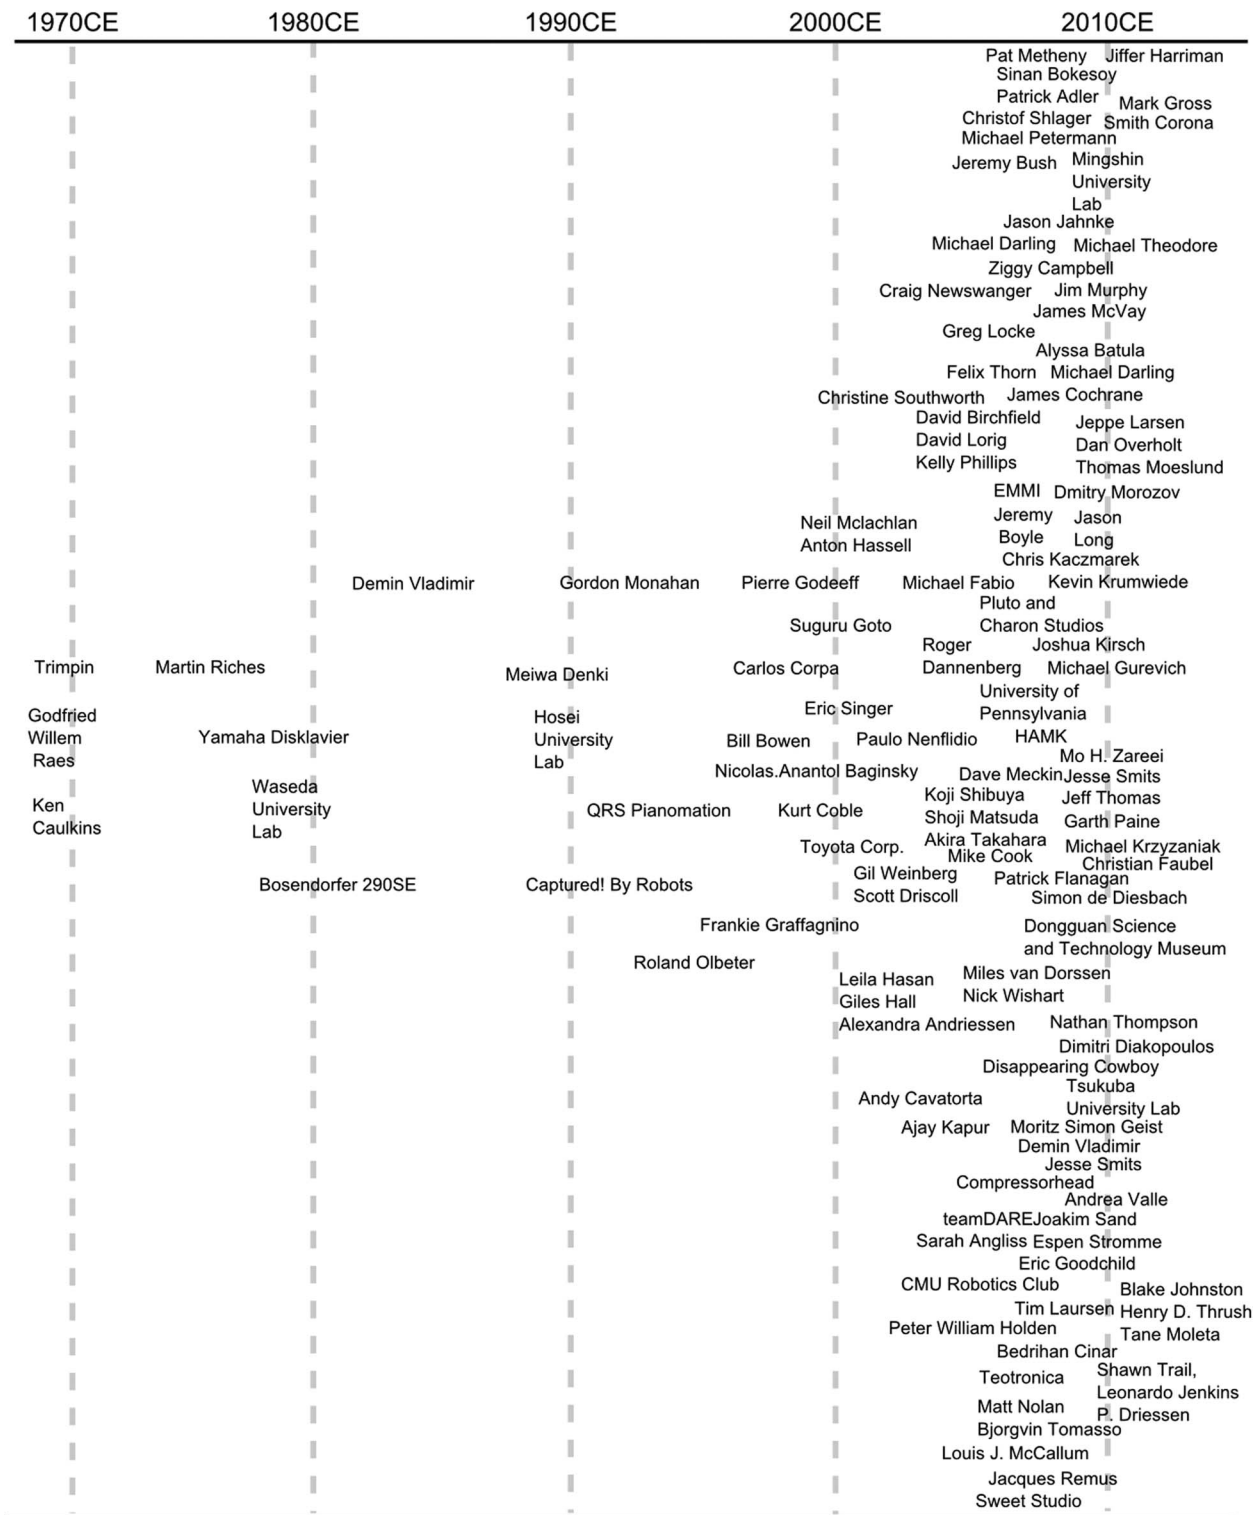 1970CE 1980CE 1990CE 2000CE 2010CE
Pat Metheny Jiffer Harriman
Sinan Bokesoy
Patrick Adler
Mark Gross
Christof Shlager
Smith Corona
Michael Petermann
Jeremy Bush
Mingshin
University
Lab
Jason Jahnke
Michael Darling Michael Theodore
Ziggy Campbell
Craig Newswanger Jim Murphy
James McVay
Greg Locke
Alyssa Batula
Felix Thorn Michael Darling
Christine Southworth James Cochrane
David Birchfield
David Lorig
Kelly Phillips
Jeppe Larsen
Dan Overholt
Thomas Moeslund
EMMI Dmitry Morozov
Neil Mclachlan
Anton Hassell
Jeremy
Boyle
Jason
Long
Chris Kaczmarek
Demin Vladimir Gordon Monahan Pierre Godeeff Michael Fabio Kevin Krumwiede
Pluto and
Charon Studios
Suguru Goto
Roger
Dannenberg
Joshua Kirsch
Trimpin Martin Riches Meiwa Denki Carlos Corpa Michael Gurevich
University of
Pennsylvania
Godfried
Willem
Raes
Hosei
University
Lab
Eric Singer
Yamaha Disklavier Bill Bowen Paulo Nenflidio HAMK
Mo H. Zareei
Nicolas.Anantol Baginsky Dave Meckin Jesse Smits
Waseda
University
Lab
Ken
Caulkins
QRS Pianomation Kurt Coble
Koji Shibuya
Shoji Matsuda
Akira Takahara
Jeff Thomas
Garth Paine
Toyota Corp. Michael Krzyzaniak
Mike Cook Christian Faubel
Gil Weinberg
Scott Driscoll
Patrick Flanagan
Bosendorfer 290SE Captured! By Robots
Simon de Diesbach
Frankie Graffagnino
Dongguan Science
and Technology Museum
Roland Olbeter
Leila Hasan
Giles Hall
Alexandra Andriessen
Miles van Dorssen
Nick Wishart
Nathan Thompson
Dimitri Diakopoulos
Disappearing Cowboy
Tsukuba
University Lab
Andy Cavatorta
Ajay Kapur Moritz Simon Geist
Demin Vladimir
Jesse Smits
Compressorhead
Andrea Valle
teamDARE Joakim Sand
Sarah Angliss Espen Stromme
Eric Goodchild
CMU Robotics Club
Blake Johnston
Henry D. Thrush
Tane Moleta
Tim Laursen
Peter William Holden
Bedrihan Cinar
Teotronica
Shawn Trail,
Leonardo Jenkins
P. Driessen
Matt Nolan
Bjorgvin Tomasso
Louis J. McCallum
Jacques Remus
Sweet Studio